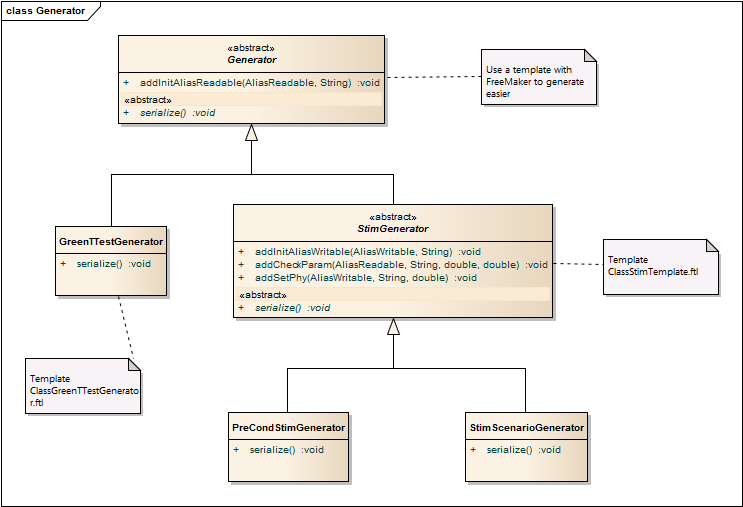 class Generator
«abstract»
Generator
+ addInitAliasReadable(AliasReadable, String) :void
«abstract»
+ serialize() :void
Use a template with
FreeMaker to generate
easier
GreenTTestGenerator
+ serialize() :void
«abstract»
StimGenerator
+ addInitAliasWritable(AliasWritable, String) :void
+ addCheckParam(AliasReadable, String, double, double) :void
+ addSetPhy(AliasWritable, String, double) :void
«abstract»
+ serialize() :void
Template
ClassStimTemplate.ftl
Template
ClassGreenTTestGenerato
r.ftl
PreCondStimGenerator
+ serialize() :void
StimScenarioGenerator
+ serialize() :void